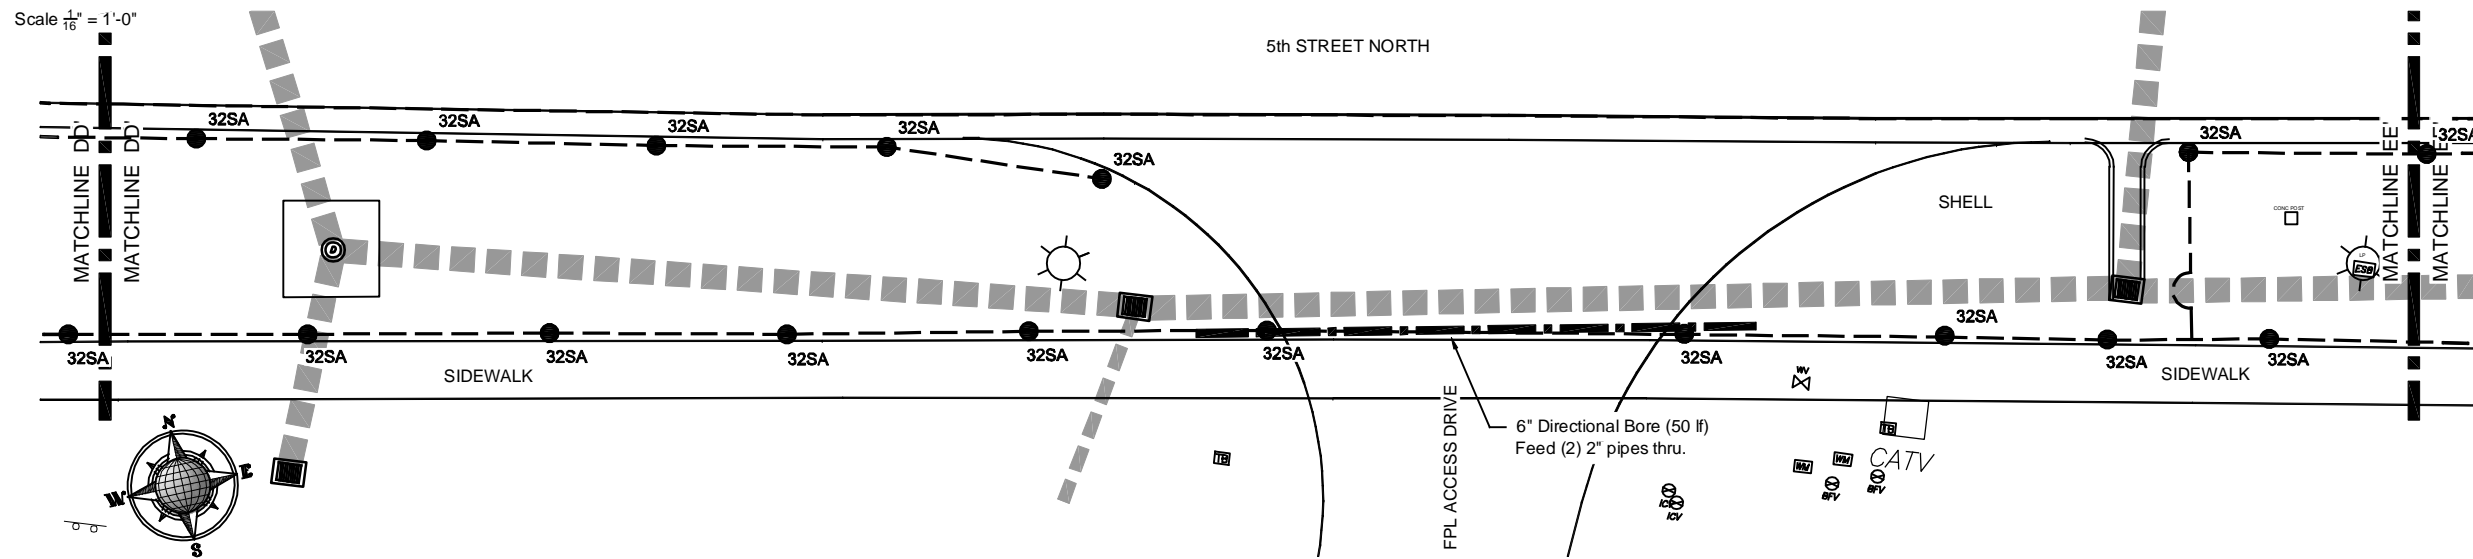 Scale 1/16" = 1'-0"
5th STREET NORTH
32SA
32SA
32SA
32SA
32SA
32SA
32SA
MATCHLINE DD'
MATCHLINE DD'
MATCHLINE EE'
MATCHLINE EE'
SHELL
CONC POST
LP
ESB
D
32SA
32SA
32SA
32SA
32SA
32SA
32SA
32SA
32SA
32SA
SIDEWALK
SIDEWALK
WV
FPL ACCESS DRIVE
6" Directional Bore (50 lf)
Feed (2) 2" pipes thru.
TB
TB
WM
WM
CATV
BFV
BFV
ICV
ICV
N
E
W
S